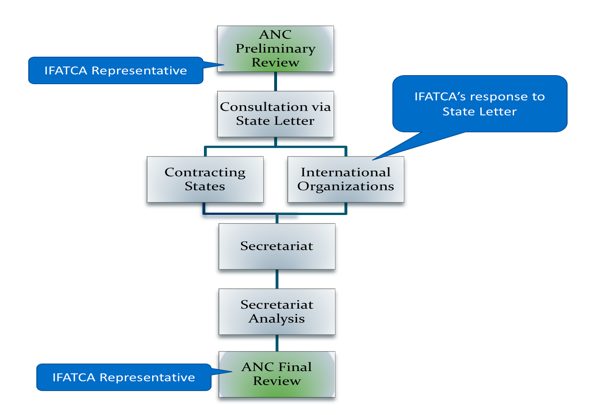 ANC
Preliminary
Review
IFATCA Representative
Consultation via
State Letter
IFATCA's response to
State Letter
Contracting
States
International
Organizations
Secretariat
Secretariat
Analysis
ANC Final
Review
IFATCA Representative